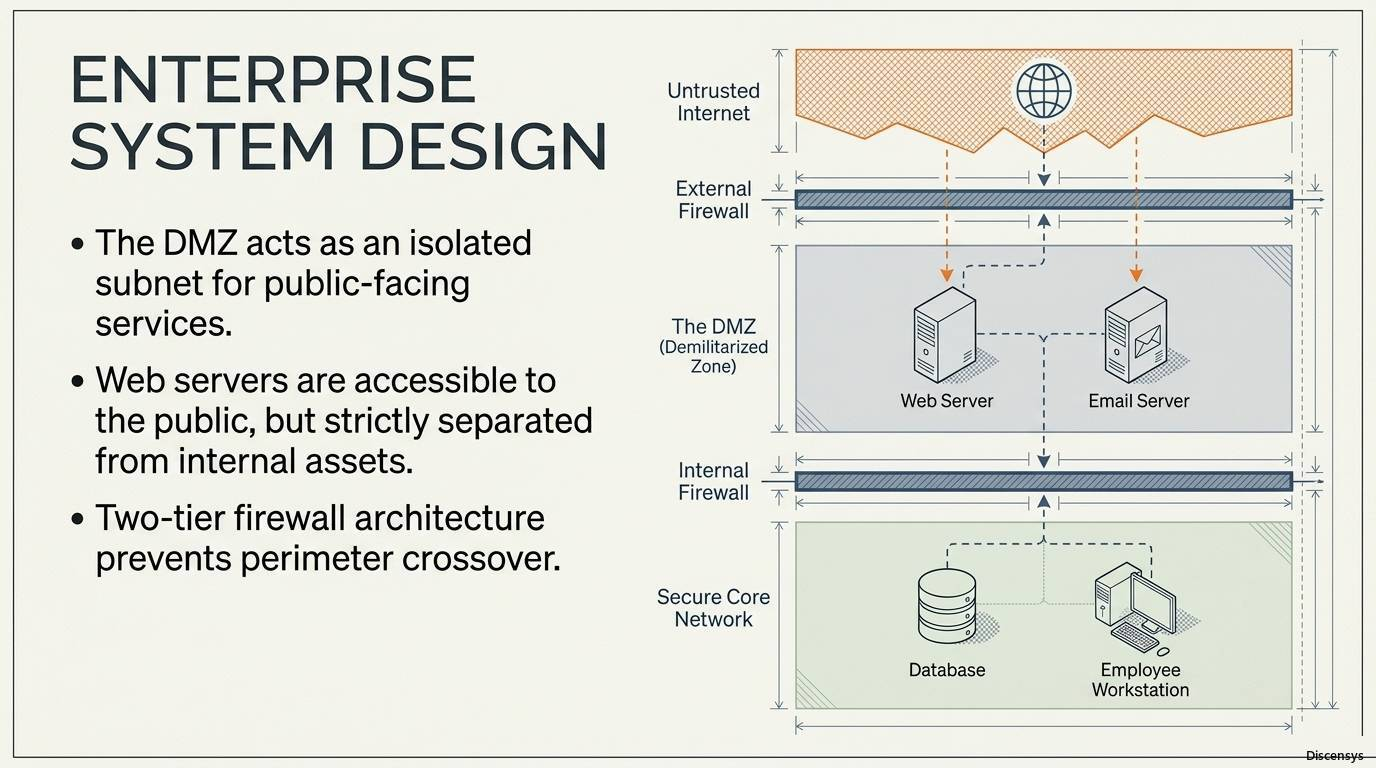 ENTERPRISE
SYSTEM DESIGN
• The DMZ acts as an isolated
subnet for public-facing
services.
• Web servers are accessible to
the public, but strictly separated
from internal assets.
• Two-tier firewall architecture
prevents perimeter crossover.
Untrusted
Internet
External
Firewall
The DMZ
(Demilitarized
Zone)
Web Server
Email Server
Internal
Firewall
Secure Core
Network
Database
Employee
Workstation
Discensys